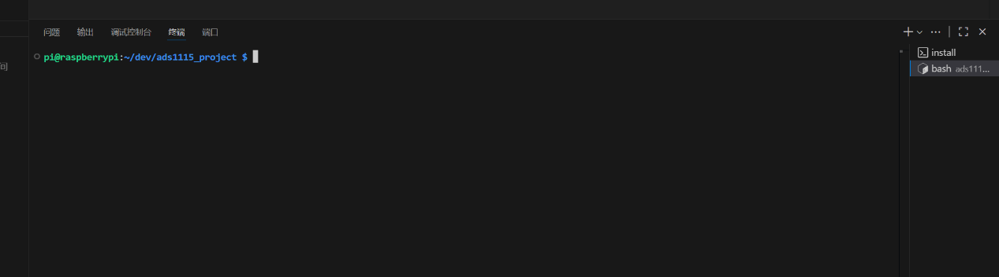 问题 输出 调试控制台 终端 端口
问
pi@raspberrypi:~/dev/ads1115_project $
install
bash ads111...